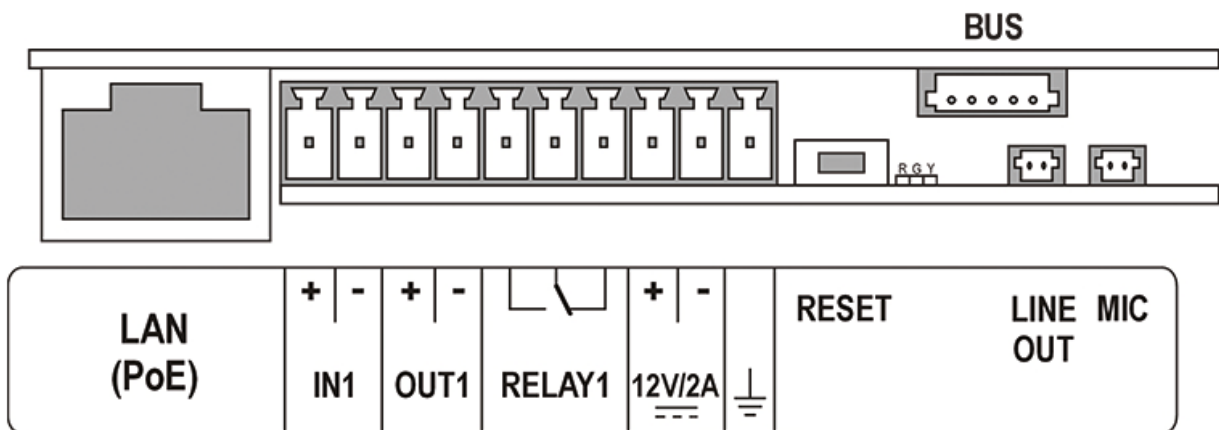 BUS
R G Y
+ - + - + -
LAN
(PoE)
IN1 OUT1 RELAY1 12V/2A
RESET
LINE
OUT
MIC